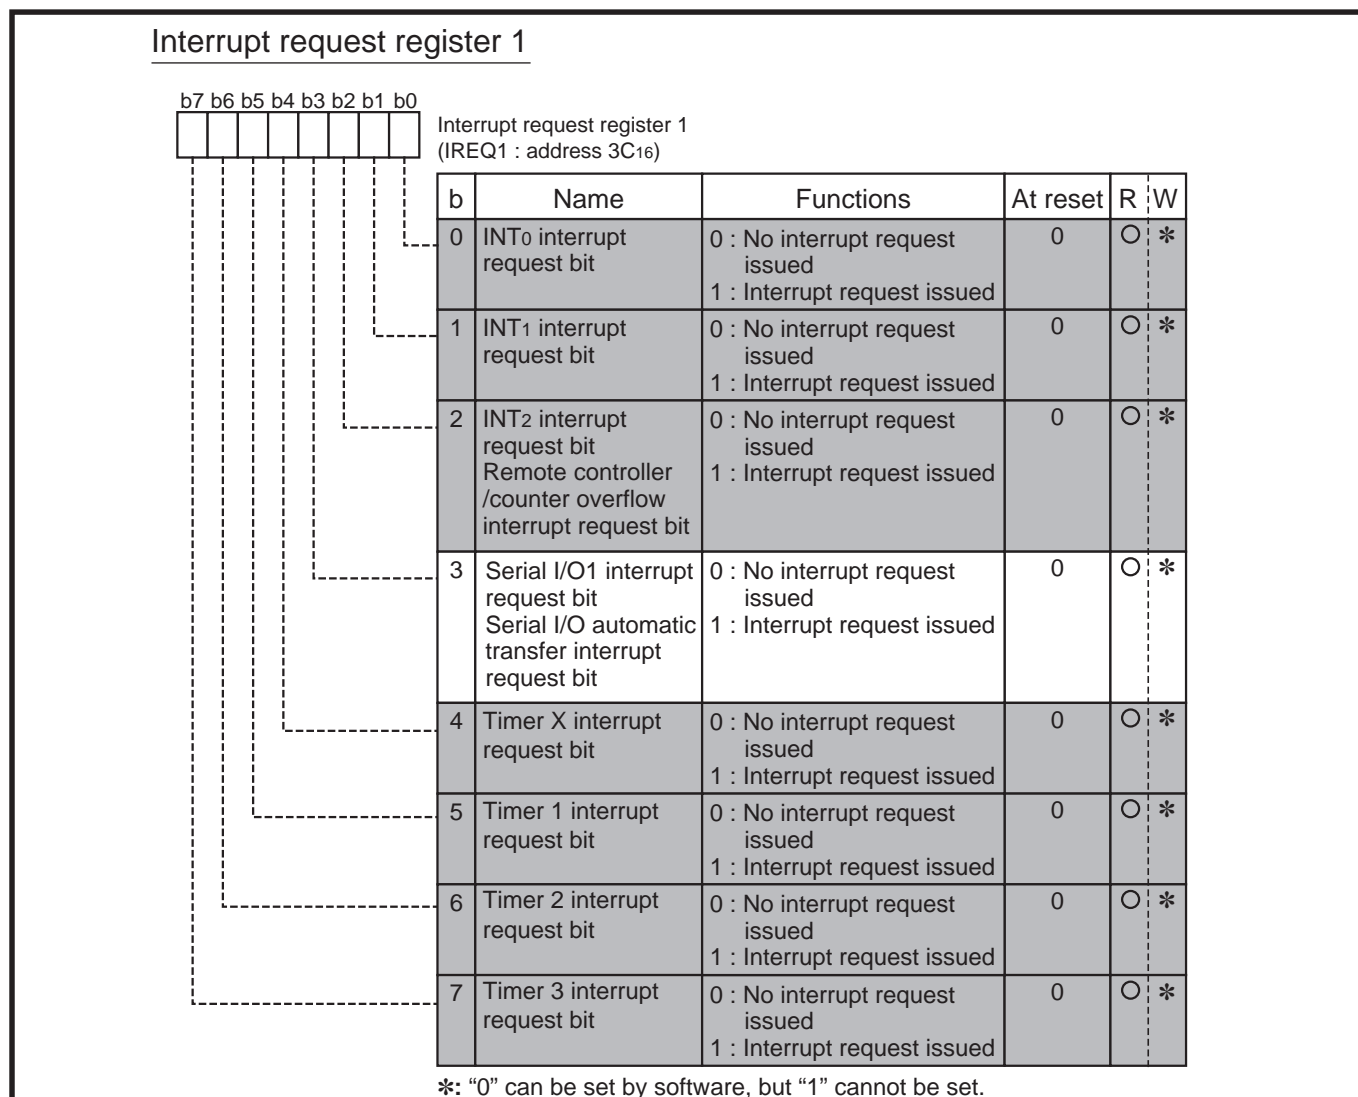 Interrupt request register 1
b7 b6 b5 b4 b3 b2 b1 b0
Interrupt request register 1
(IREQ1 : address 3C16)
b Name Functions At reset R W
0 INT0 interrupt 0 : No interrupt request 0 ○ ✽
request bit issued
1 : Interrupt request issued
1 INT1 interrupt 0 : No interrupt request 0 ○ ✽
request bit issued
1 : Interrupt request issued
2 INT2 interrupt 0 : No interrupt request 0 ○ ✽
request bit issued
Remote controller 1 : Interrupt request issued
/counter overflow
interrupt request bit
3 Serial I/O1 interrupt 0 : No interrupt request 0 ○ ✽
request bit issued
Serial I/O automatic 1 : Interrupt request issued
transfer interrupt
request bit
4 Timer X interrupt 0 : No interrupt request 0 ○ ✽
request bit issued
1 : Interrupt request issued
5 Timer 1 interrupt 0 : No interrupt request 0 ○ ✽
request bit issued
1 : Interrupt request issued
6 Timer 2 interrupt 0 : No interrupt request 0 ○ ✽
request bit issued
1 : Interrupt request issued
7 Timer 3 interrupt 0 : No interrupt request 0 ○ ✽
request bit issued
1 : Interrupt request issued
✽: “0” can be set by software, but “1” cannot be set.